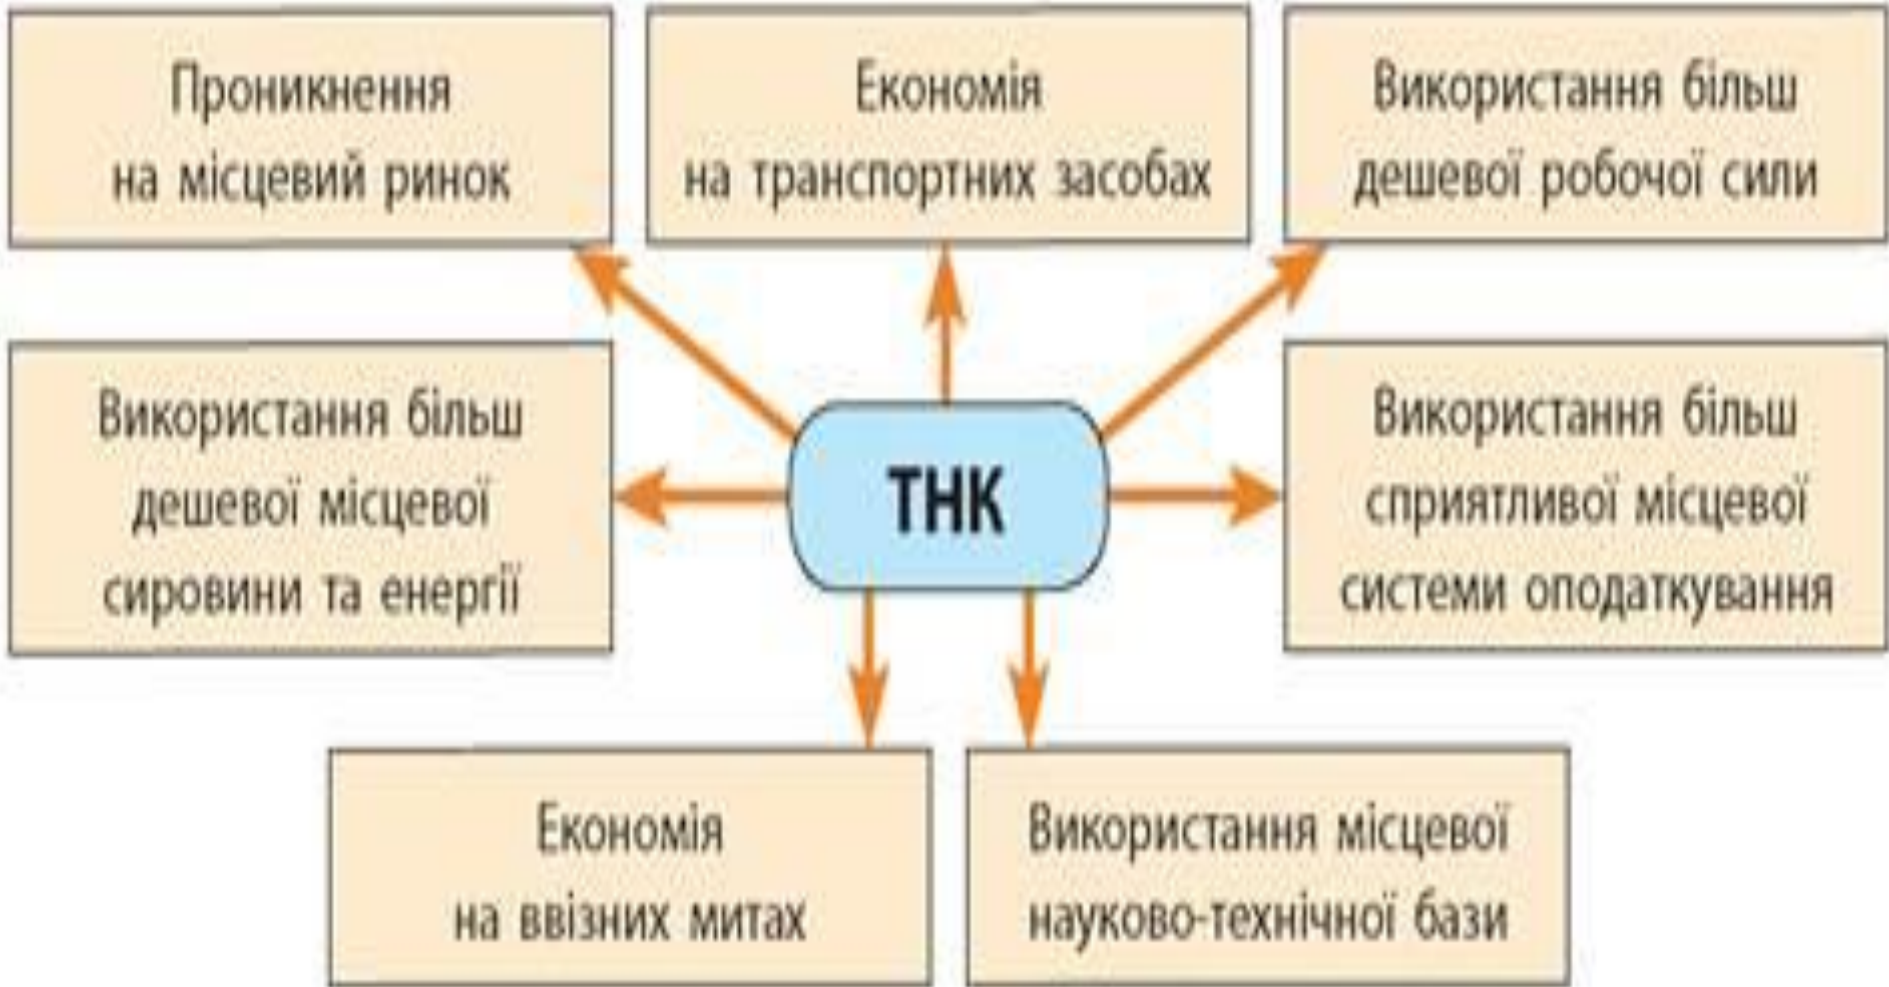 Проникнення
на місцевий ринок
Економія
на транспортних засобах
Використання більш
дешевої робочої сили
Використання більш
дешевої місцевої
сировини та енергії
ТНК
Використання більш
сприятливої місцевої
системи оподаткування
Економія
на ввізних митах
Використання місцевої
науково-технічної бази